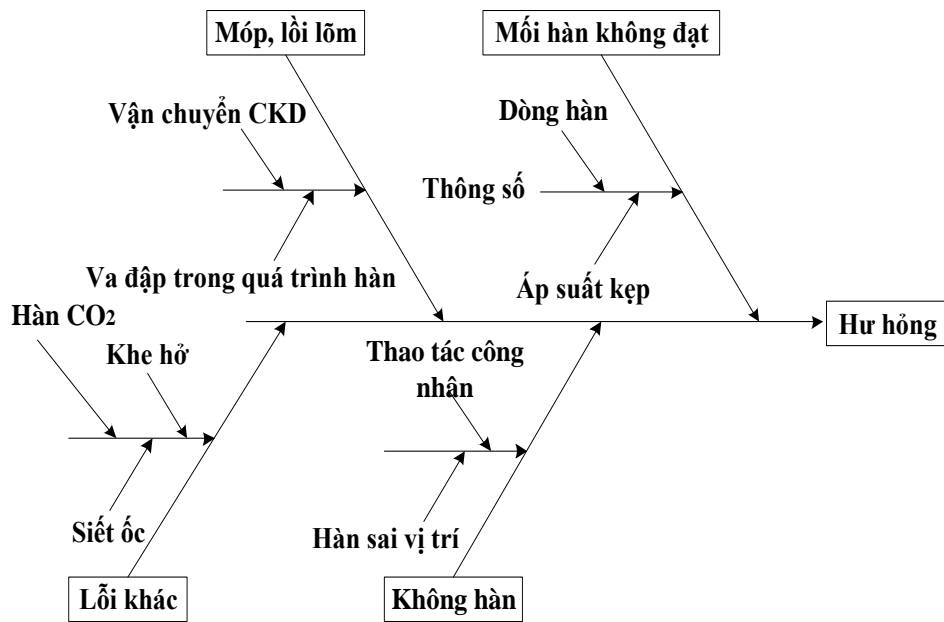 Móp, lồi lõm
Mối hàn không đạt
Vận chuyển CKD
Dòng hàn
Thông số
Va đập trong quá trình hàn
Áp suất kẹp
Hàn CO2
Hư hỏng
Khe hở
Thao tác công
nhân
Siết ốc
Hàn sai vị trí
Lỗi khác
Không hàn